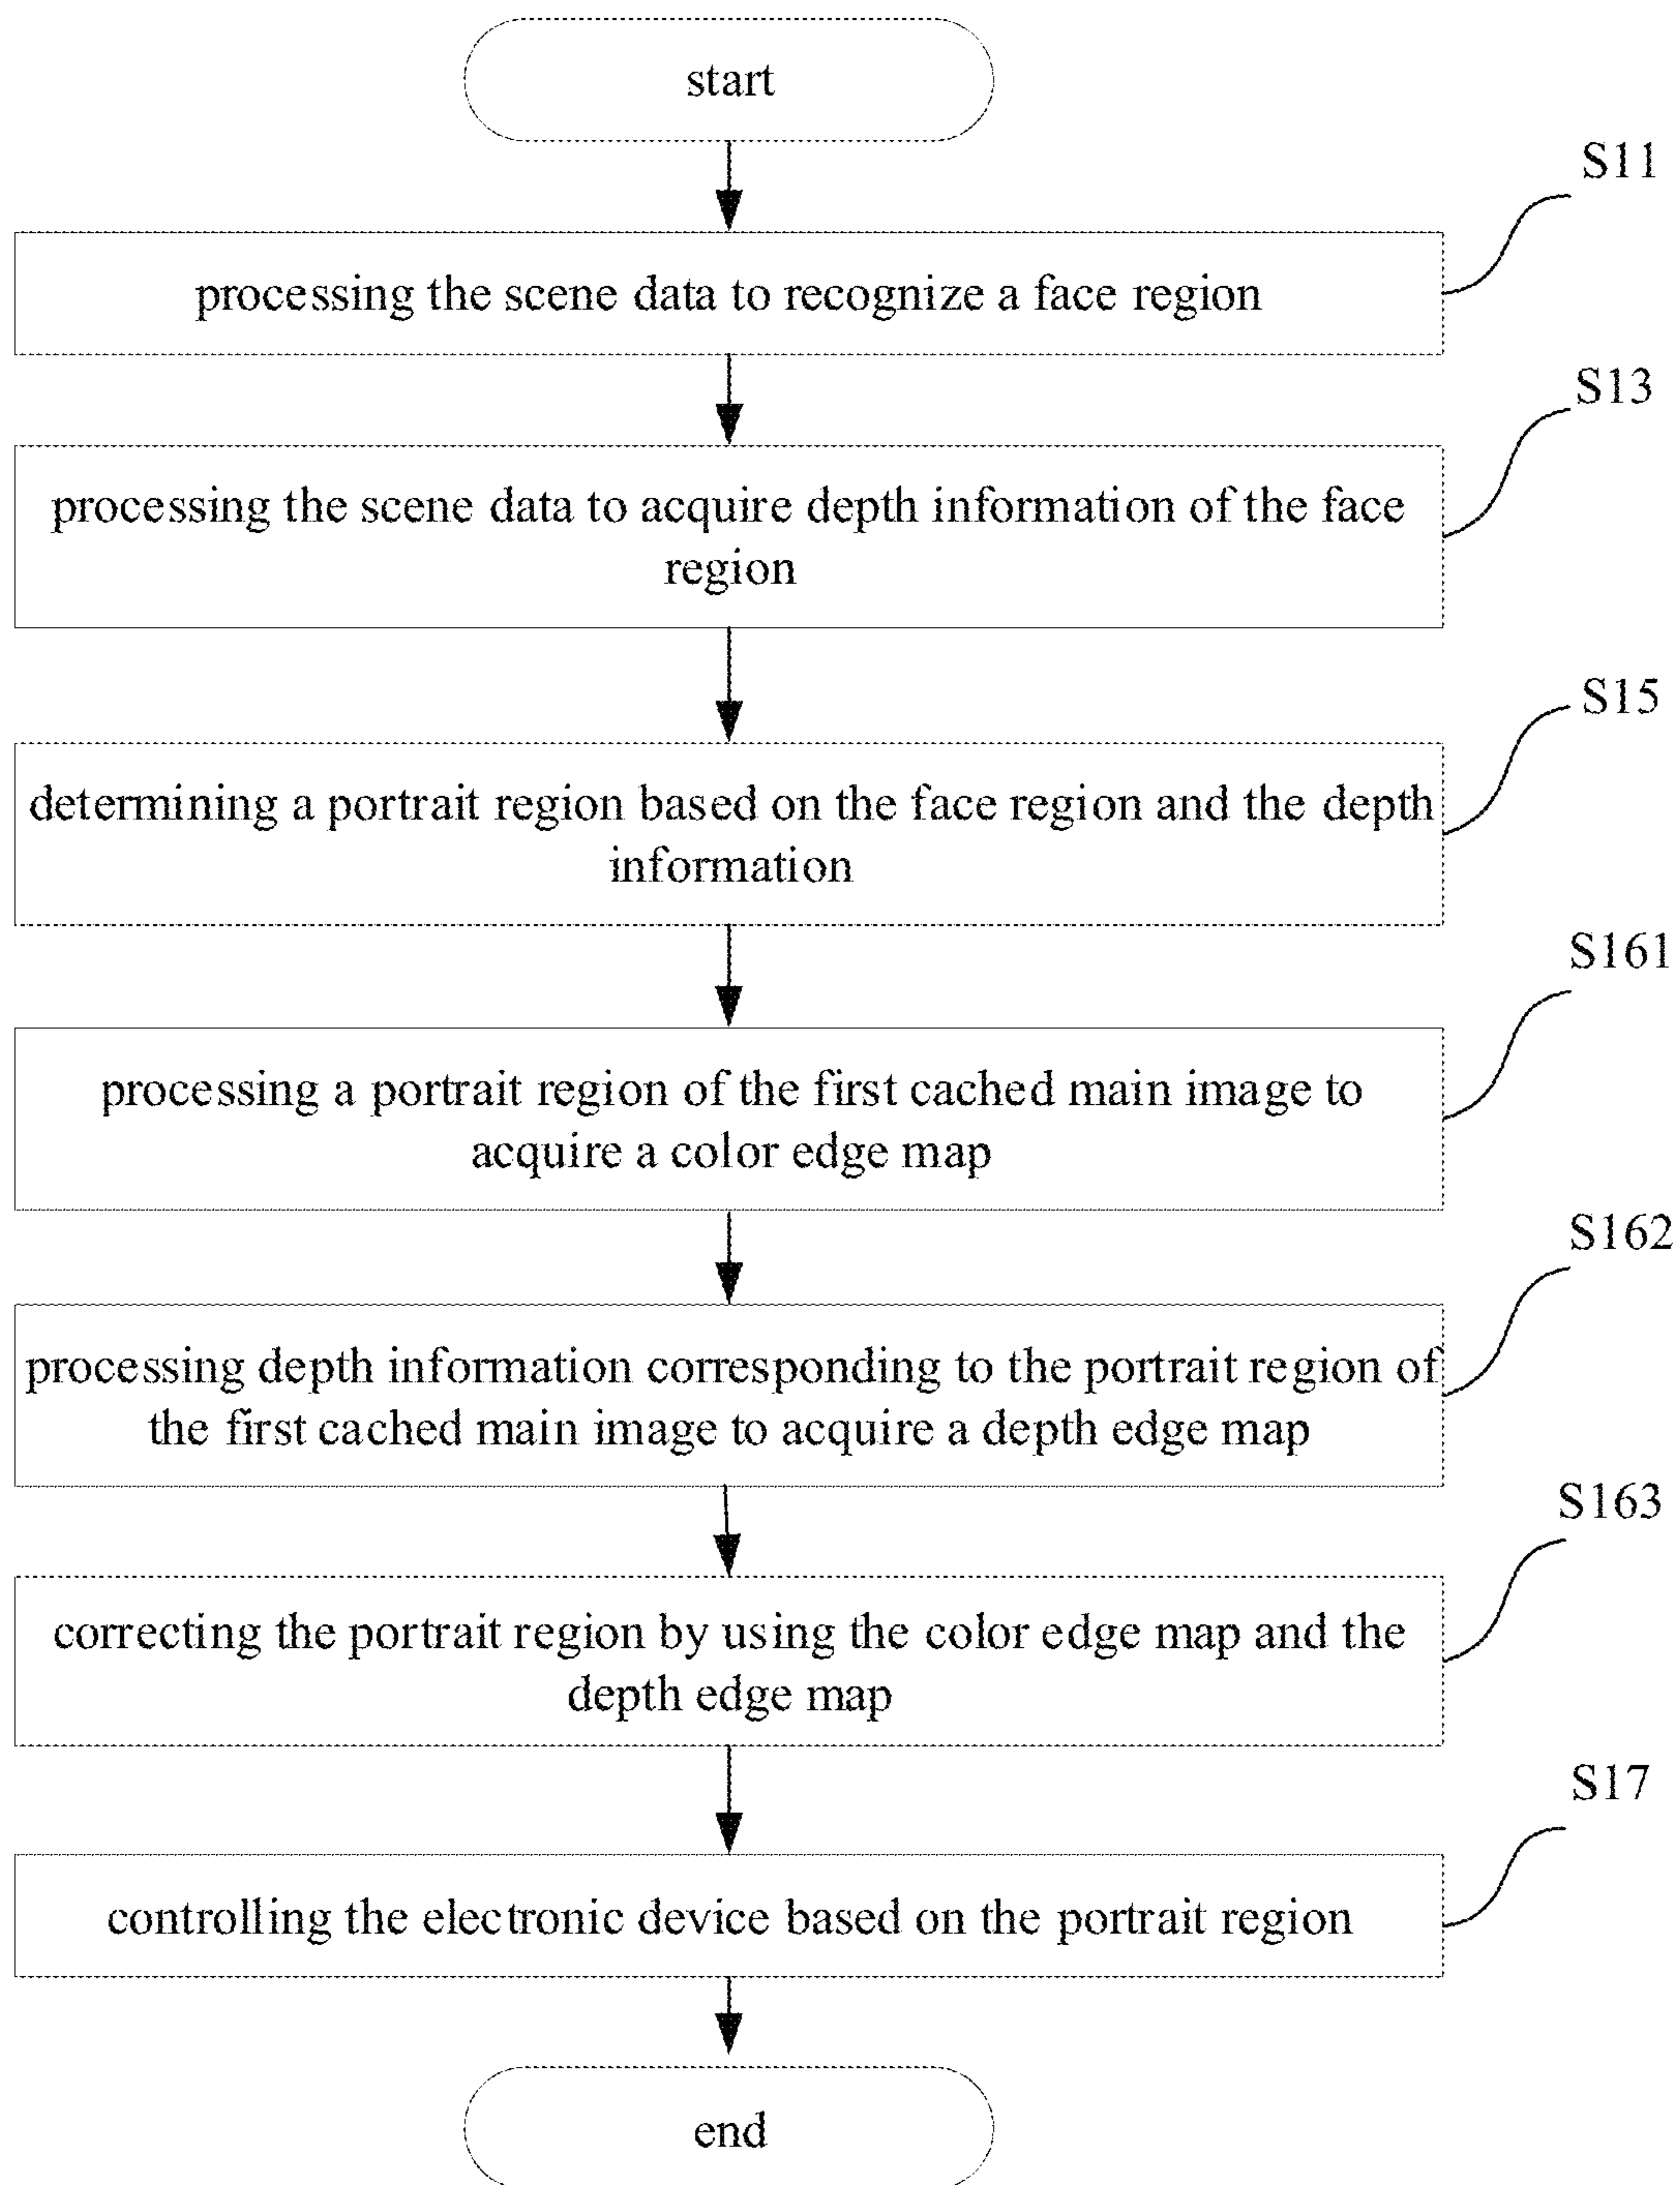 start
S11
processing the scene data to recognize a face region
S13
processing the scene data to acquire depth information of the face
region
S15
determining a portrait region based on the face region and the depth
information
S161
processing a portrait region of the first cached main image to
acquire a color edge map
S162
processing depth information corresponding to the portrait region of
the first cached main image to acquire a depth edge map
S163
correcting the portrait region by using the color edge map and the
depth edge map
S17
controlling the electronic device based on the portrait region
end